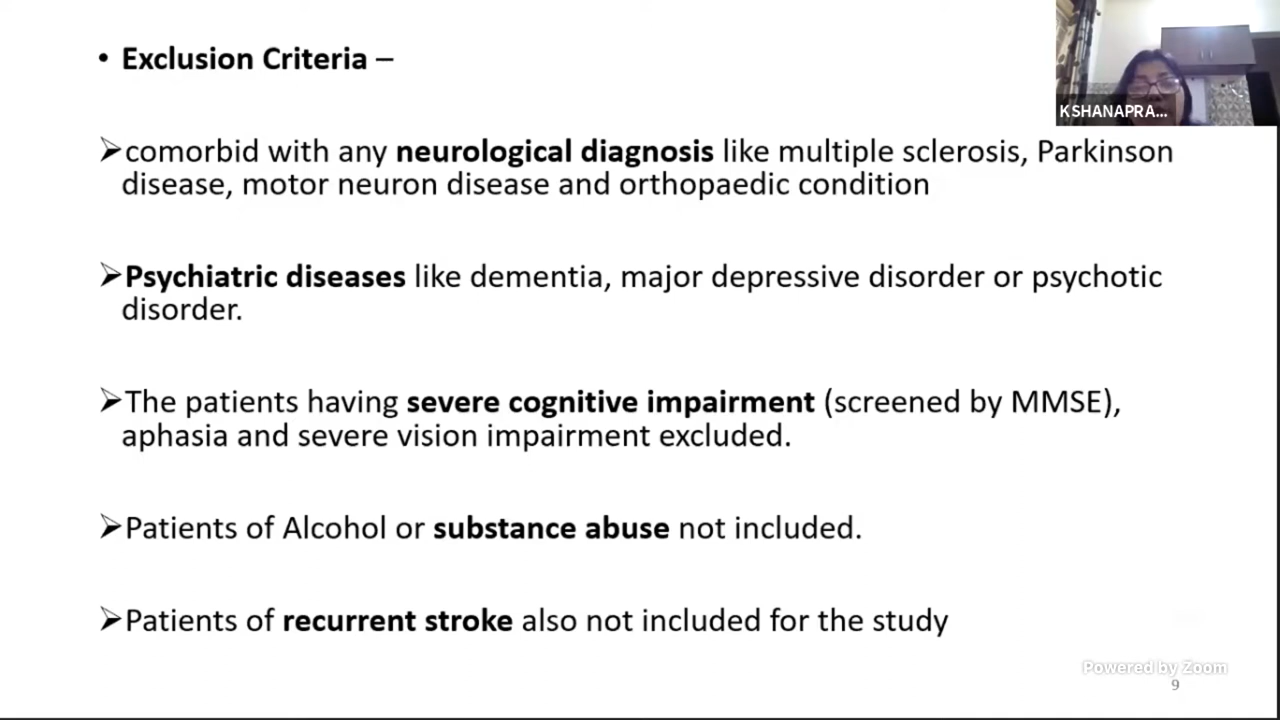 • Exclusion Criteria –
KSHANAPRA...
➢comorbid with any neurological diagnosis like multiple sclerosis, Parkinson
disease, motor neuron disease and orthopaedic condition
➢Psychiatric diseases like dementia, major depressive disorder or psychotic
disorder.
➢The patients having severe cognitive impairment (screened by MMSE),
aphasia and severe vision impairment excluded.
➢Patients of Alcohol or substance abuse not included.
➢Patients of recurrent stroke also not included for the study
Powered by Zoom
9